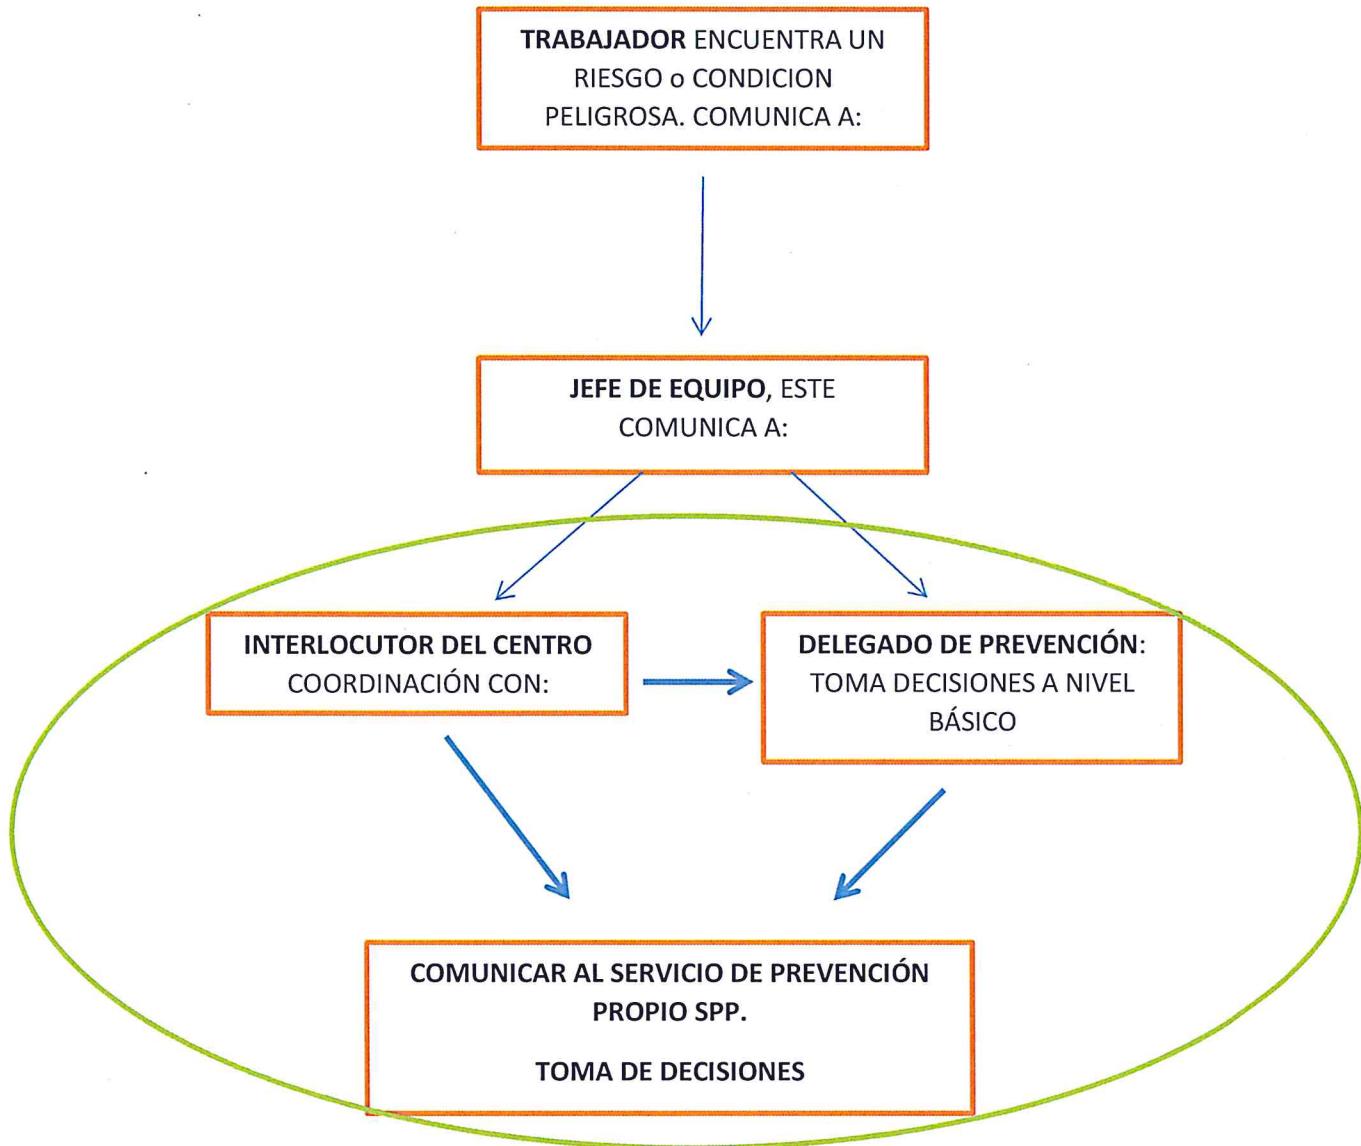 TRABAJADOR ENCUENTRA UN
RIESGO o CONDICION
PELIGROSA. COMUNICA A:
JEFE DE EQUIPO, ESTE
COMUNICA A:
INTERLOCUTOR DEL CENTRO
COORDINACIÓN CON:
DELEGADO DE PREVENCIÓN:
TOMA DECISIONES A NIVEL
BÁSICO
COMUNICAR AL SERVICIO DE PREVENCIÓN
PROPIO SPP.
TOMA DE DECISIONES